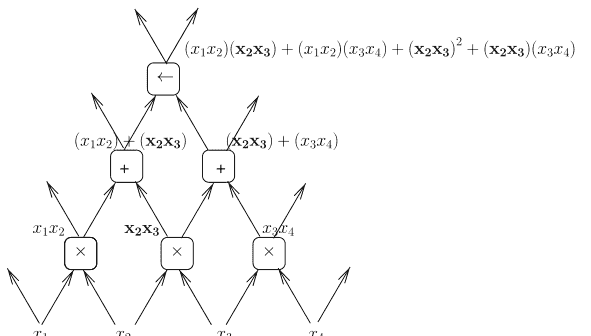 (x₁x₂)(𝐱₂𝐱₃) + (x₁x₂)(x₃x₄) + (𝐱₂𝐱₃)² + (𝐱₂𝐱₃)(x₃x₄)
←
(x₁x₂) + (𝐱₂𝐱₃) (𝐱₂𝐱₃) + (x₃x₄)
+ +
x₁x₂ 𝐱₂𝐱₃ x₃x₄
× × ×
x₁ x₂ x₃ x₄